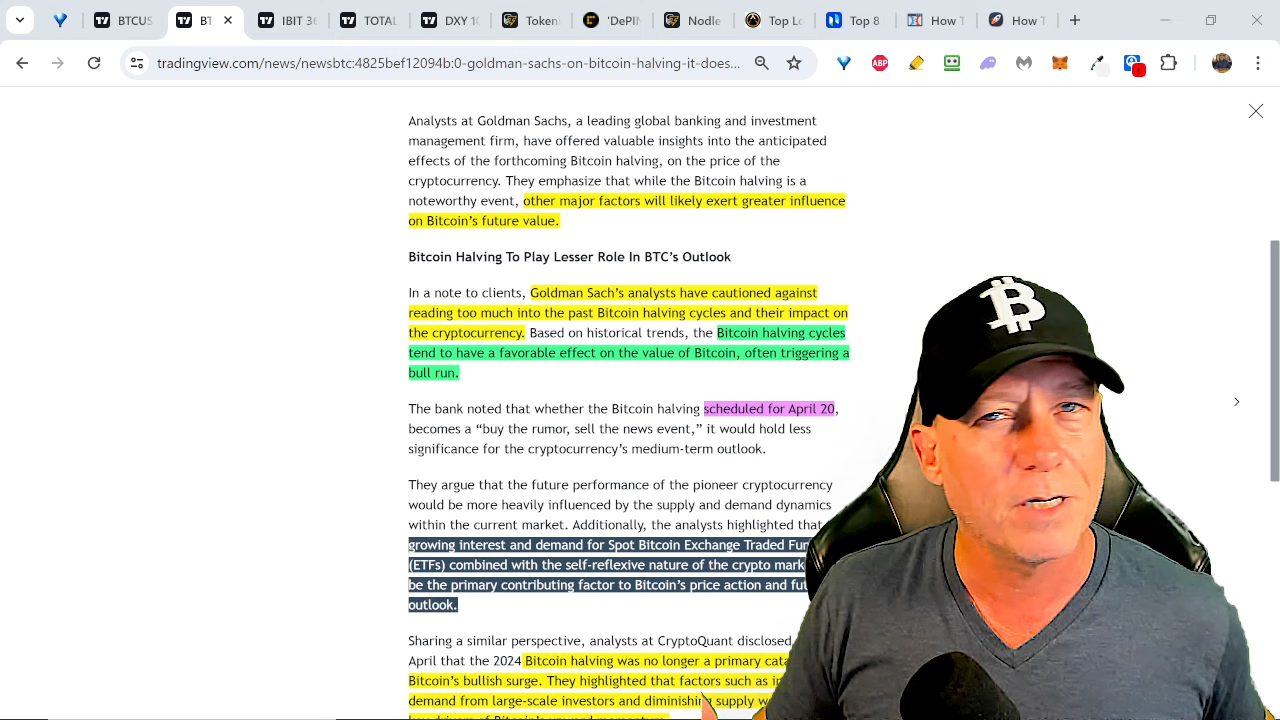 BTCUS
BT
IBIT 36
TOTAL
DXY 10
Tokeni
'DePIN
Nodle
Top Lo
Top 8
How T
How T
tradingview.com/news/newsbtc:4825bef12094b:0-goldman-sachs-on-bitcoin-halving-it-does...
ABP
Analysts at Goldman Sachs, a leading global banking and investment
management firm, have offered valuable insights into the anticipated
effects of the forthcoming Bitcoin halving, on the price of the
cryptocurrency. They emphasize that while the Bitcoin halving is a
noteworthy event, other major factors will likely exert greater influence
on Bitcoin's future value.
Bitcoin Halving To Play Lesser Role In BTC's Outlook
In a note to clients, Goldman Sach's analysts have cautioned against
reading too much into the past Bitcoin halving cycles and their impact on
the cryptocurrency. Based on historical trends, the Bitcoin halving cycles
tend to have a favorable effect on the value of Bitcoin, often triggering a
bull run.
The bank noted that whether the Bitcoin halving scheduled for April 20,
becomes a “buy the rumor, sell the news event,” it would hold less
significance for the cryptocurrency's medium-term outlook.
They argue that the future performance of the pioneer cryptocurrency
would be more heavily influenced by the supply and demand dynamics
within the current market. Additionally, the analysts highlighted that
growing interest and demand for Spot Bitcoin Exchange Traded Fun
(ETFs) combined with the self-reflexive nature of the crypto mark
be the primary contributing factor to Bitcoin's price action and fut
outlook.
Sharing a similar perspective, analysts at CryptoQuant disclosed
April that the 2024 Bitcoin halving was no longer a primary cata
Bitcoin's bullish surge. They highlighted that factors such as in
demand from large-scale investors and diminishing supply w